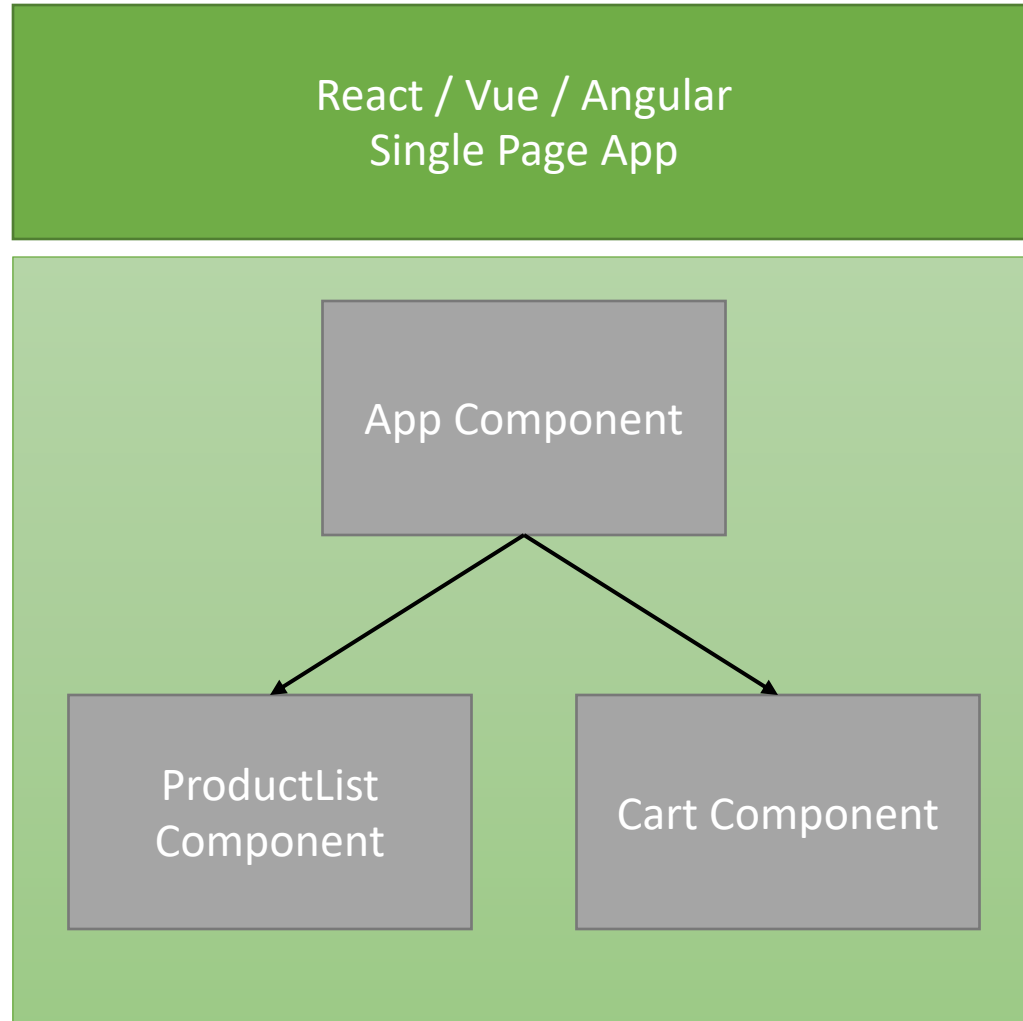 React / Vue / Angular
Single Page App
App Component
ProductList
Component
Cart Component